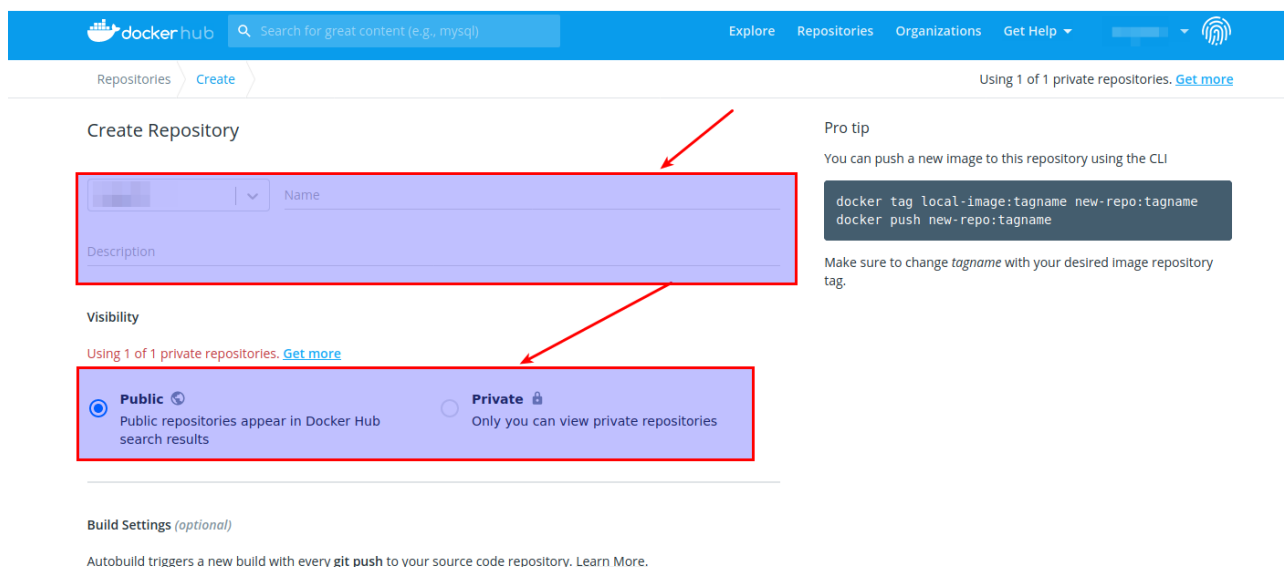 dockerhub
Search for great content (e.g., mysql)
Explore
Repositories
Organizations
Get Help
Repositories
Create
Using 1 of 1 private repositories. Get more
Create Repository
Name
Description
Visibility
Using 1 of 1 private repositories. Get more
Public
Public repositories appear in Docker Hub
search results
Private
Only you can view private repositories
Build Settings (optional)
Autobuild triggers a new build with every git push to your source code repository. Learn More.
Pro tip
You can push a new image to this repository using the CLI
docker tag local-image:tagname new-repo:tagname
docker push new-repo:tagname
Make sure to change tagname with your desired image repository
tag.